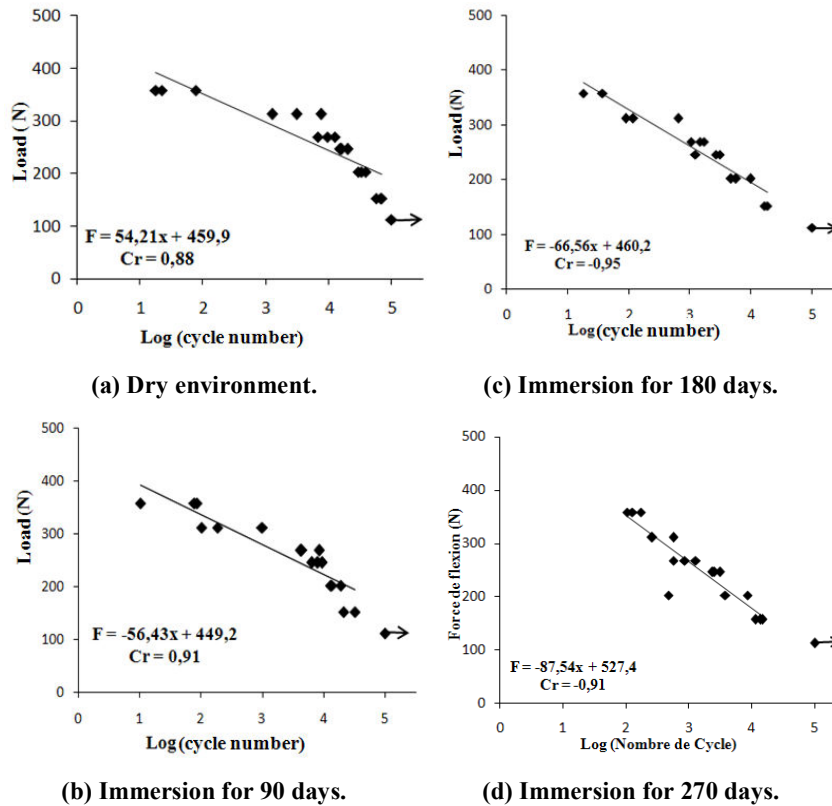 500
400
300
200
100
0
Load ( N)
F = 54,21x + 459,9
Cr = 0,88
0 1 2 3 4 5
Log (cycle number)
(a) Dry environment.
500
400
300
200
100
0
Load (N)
F = -66,56x + 460,2
Cr = -0,95
0 1 2 3 4 5
Log (cycle number)
(c) Immersion for 180 days.
500
400
300
200
100
0
Load (N)
F = -56,43x + 449,2
Cr = 0,91
0 1 2 3 4 5
Log (cycle number)
(b) Immersion for 90 days.
500
400
300
200
100
0
Force de flexion (N)
F = -87,54x + 527,4
Cr = -0,91
0 1 2 3 4 5
Log (Nombre de Cycle)
(d) Immersion for 270 days.